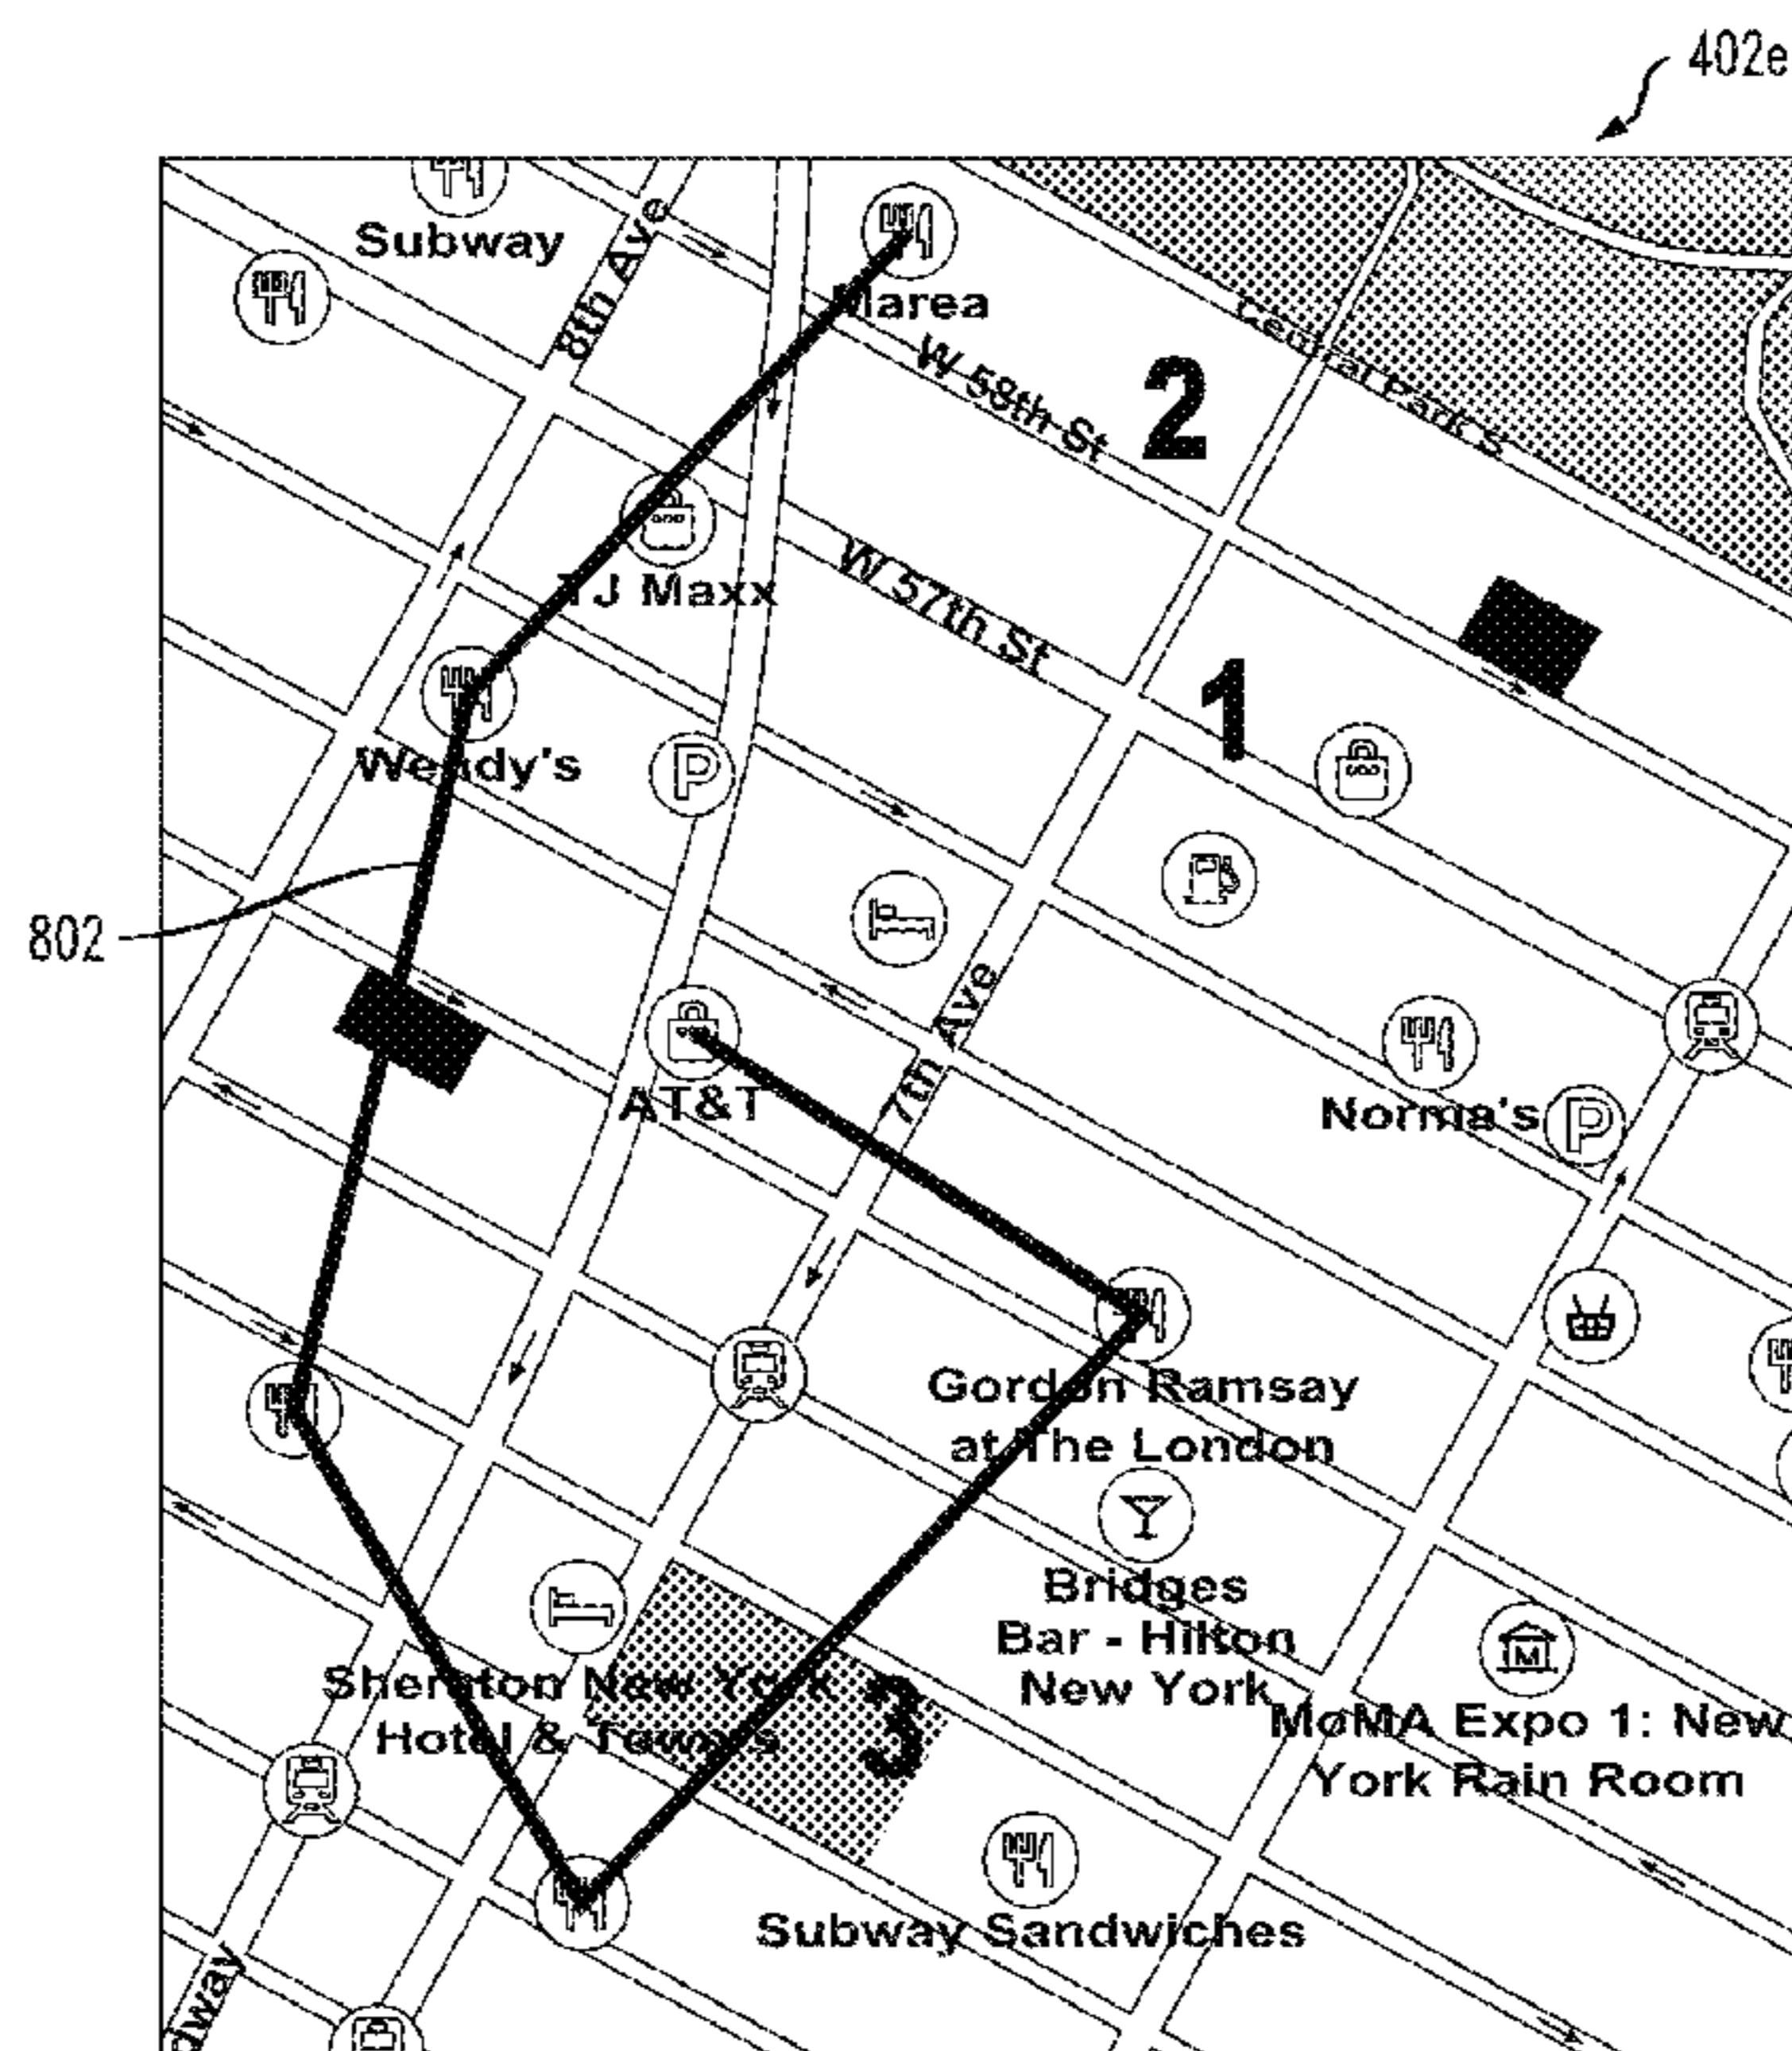 402e
Subway
8th Ave
Marea
Central Park S
W 58th St
2
TJ Maxx
W 57th St
1
Wendy's
P
802
7th Ave
AT&T
Norma's
P
Gordon Ramsay
at The London
Bridges
Bar - Hilton
New York
Sheraton New York
Hotel & Towers
3
MoMA Expo 1: New
York Rain Room
M
Subway Sandwiches
dway